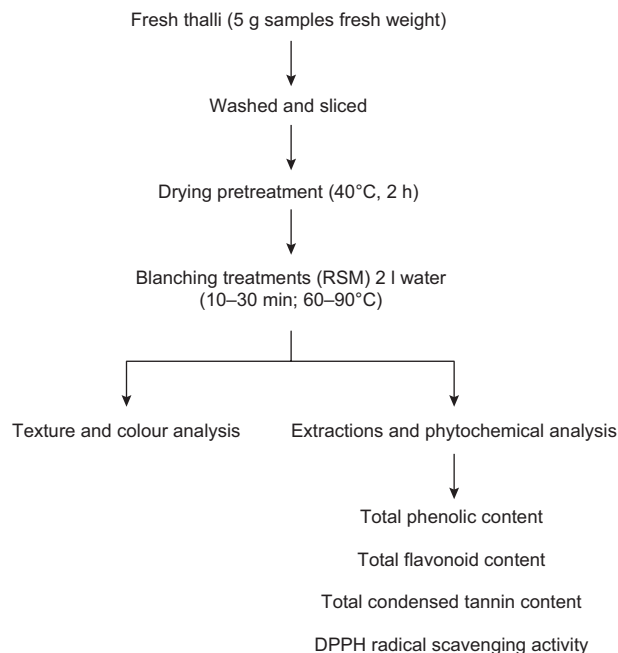 Fresh thalli (5 g samples fresh weight)
Washed and sliced
Drying pretreatment (40°C, 2 h)
Blanching treatments (RSM) 2 l water
(10–30 min; 60–90°C)
Texture and colour analysis
Extractions and phytochemical analysis
Total phenolic content
Total flavonoid content
Total condensed tannin content
DPPH radical scavenging activity